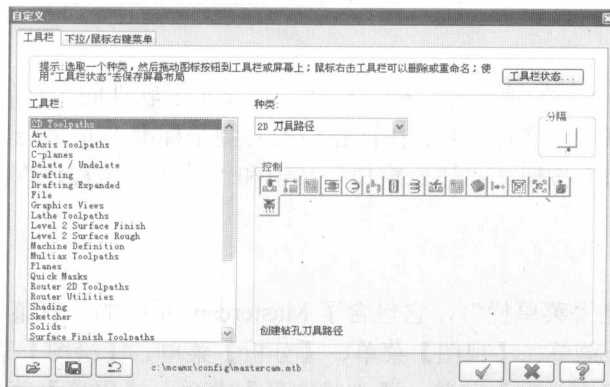 自定义
工具栏 下拉/鼠标右键菜单
提示:选取一个种类,然后拖动图标按钮到工具栏或屏幕上;鼠标右击工具栏可以删除或重命名;使
用"工具栏状态"去保存屏幕布局
工具栏状态...
工具栏:
种类:
分隔
2D Toolpaths
Art
CAxis Toolpaths
C-planes
Delete / Undelete
Drafting
Drafting Expanded
File
Graphics Views
Lathe Toolpaths
Level 2 Surface Finish
Level 2 Surface Rough
Machine Definition
Multiax Toolpaths
Planes
Quick Masks
Router 2D Toolpaths
Router Utilities
Shading
Sketcher
Solids
Surface Finish Toolpaths
2D 刀具路径
控制
创建钻孔刀具路径
c:\mcamx\config\mastercam.mtb